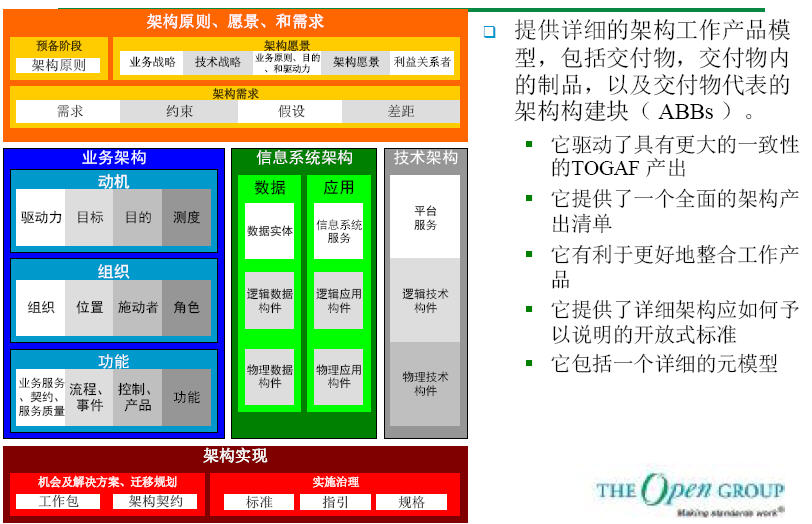 架构原则、愿景、和需求
预备阶段
架构原则
架构愿景
业务战略
技术战略
业务原则、目的
、和驱动力
架构愿景
利益关系者
架构需求
需求
约束
假设
差距
业务架构
动机
驱动力
目标
目的
测度
组织
组织
位置
施动者
角色
功能
业务服务
、契约、
服务质量
流程、
事件
控制、
产品
功能
信息系统架构
数据
应用
数据实体
信息系统
服务
逻辑数据
构件
逻辑应用
构件
物理数据
构件
物理应用
构件
技术架构
平台
服务
逻辑技术
构件
物理技术
构件
架构实现
机会及解决方案、迁移规划
工作包
架构契约
实施治理
标准
指引
规格
提供详细的架构工作产品模
型，包括交付物，交付物内
的制品，以及交付物代表的
架构构建块（ ABBs ）。
它驱动了具有更大的一致性
的TOGAF 产出
它提供了一个全面的架构产
出清单
它有利于更好地整合工作产
品
它提供了详细架构应如何予
以说明的开放式标准
它包括一个详细的元模型
THE Open GROUP
Making standards work®